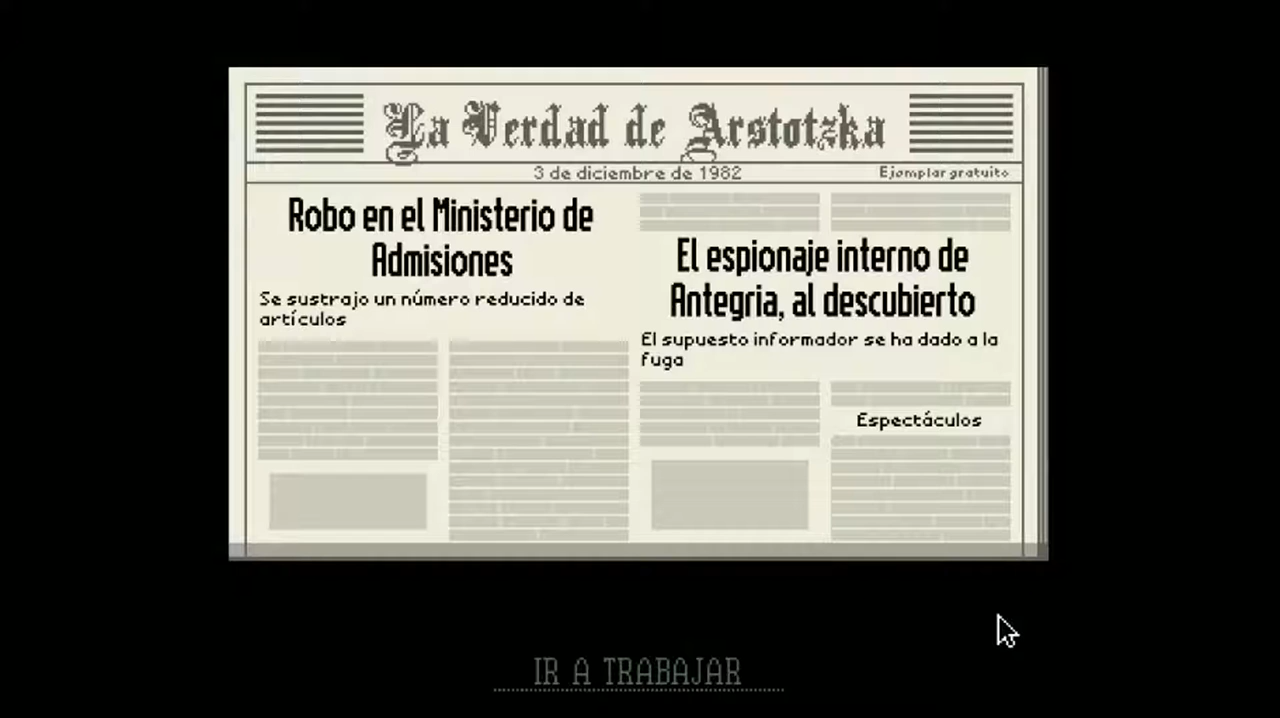 La Verdad de Arstotzka
3 de diciembre de 1982
Ejemplar gratuito
Robo en el Ministerio de
Admisiones
Se sustrajo un número reducido de
artículos
El espionaje interno de
Antegria, al descubierto
El supuesto informador se ha dado a la
fuga
Espectáculos
IR A TRABAJAR